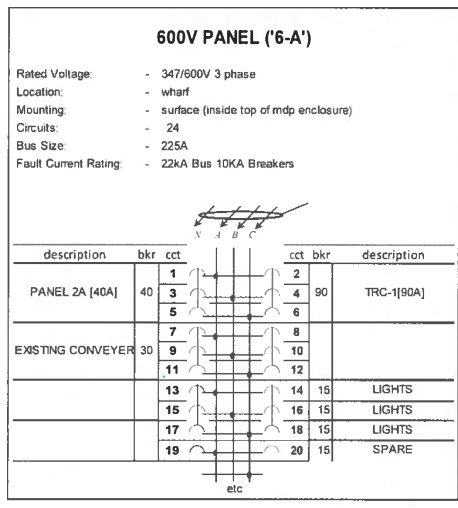 600V PANEL ('6-A')
Rated Voltage: - 347/600V 3 phase
Location: - wharf
Mounting: - surface (inside top of mdp enclosure)
Circuits: - 24
Bus Size: - 225A
Fault Current Rating: - 22kA Bus 10KA Breakers
N A B C
description bkr cct cct bkr description
1 2
PANEL 2A [40A] 40 3 4 90 TRC-1[90A]
5 6
7 8
EXISTING CONVEYER 30 9 10
11 12
13 14 15 LIGHTS
15 16 15 LIGHTS
17 18 15 LIGHTS
19 20 15 SPARE
etc